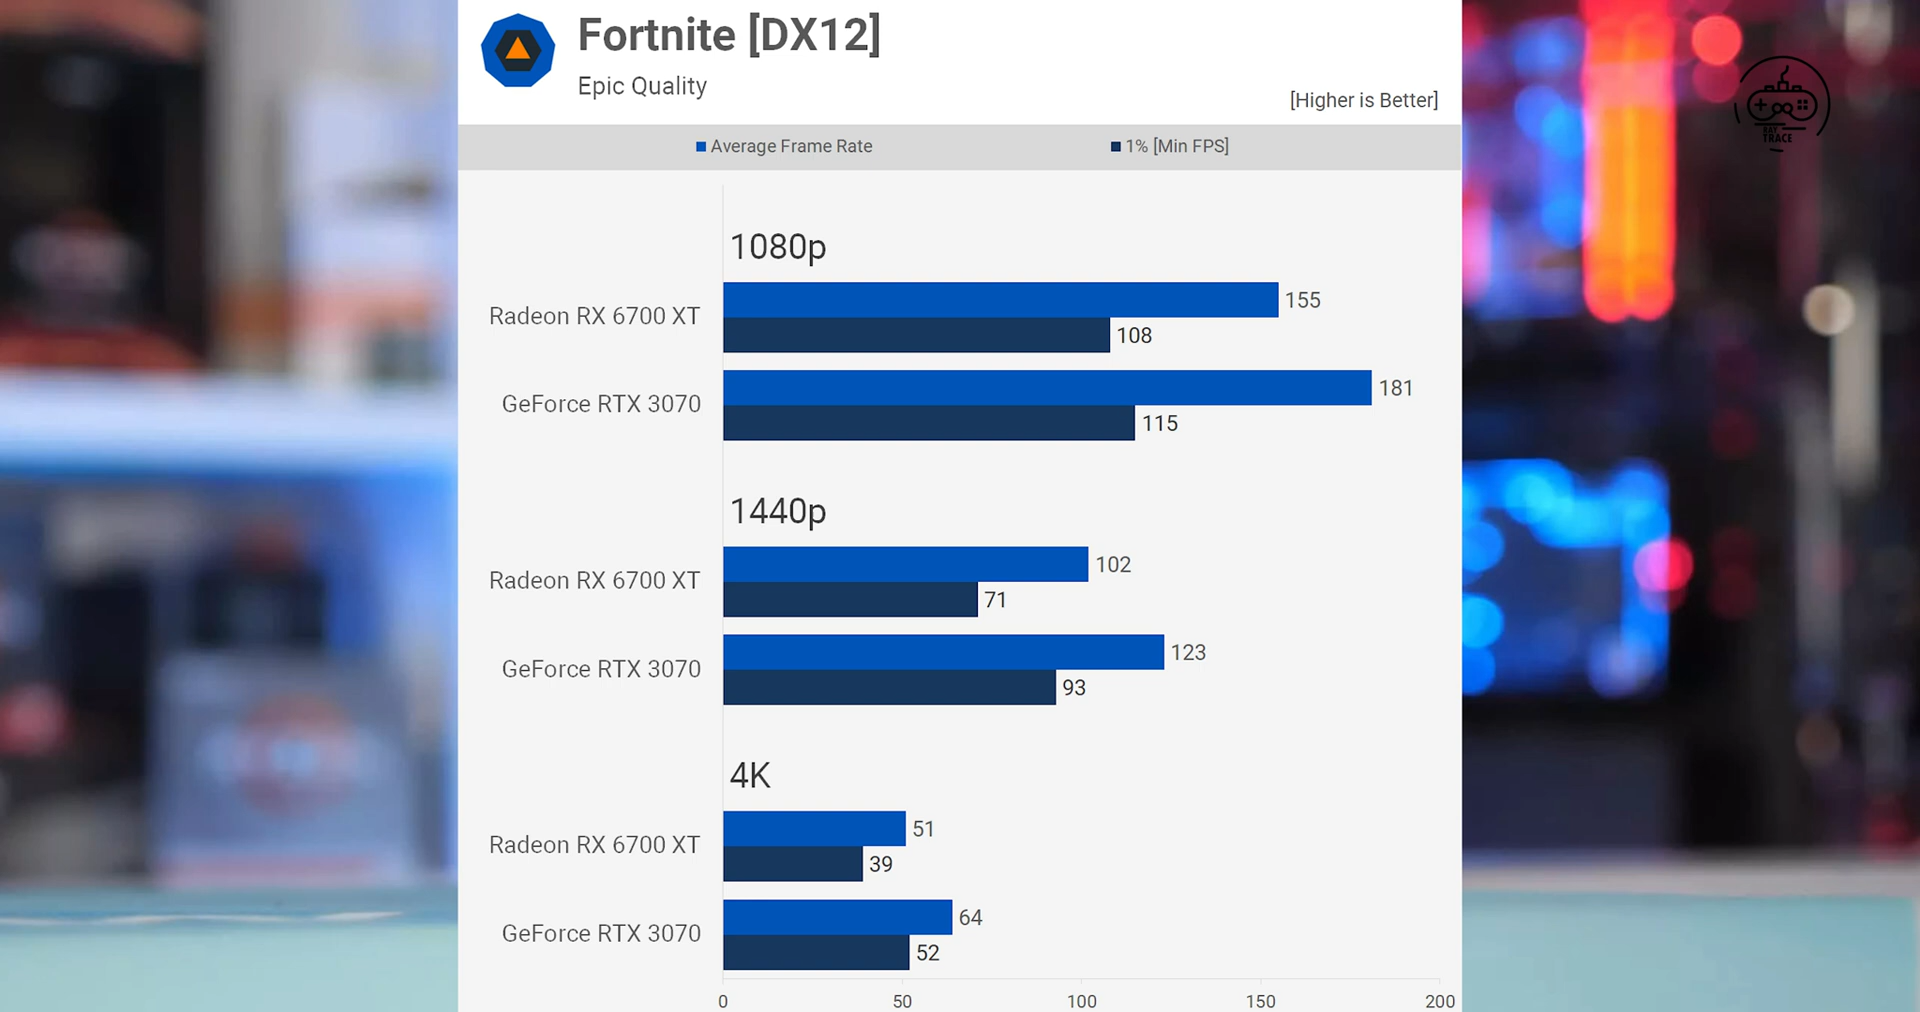 Fortnite [DX12]
Epic Quality
[Higher is Better]
Average Frame Rate
1% [Min FPS]
1080p
Radeon RX 6700 XT
155
108
GeForce RTX 3070
181
115
1440p
Radeon RX 6700 XT
102
71
GeForce RTX 3070
123
93
4K
Radeon RX 6700 XT
51
39
GeForce RTX 3070
64
52
0 50 100 150 200
RAY
TRACE